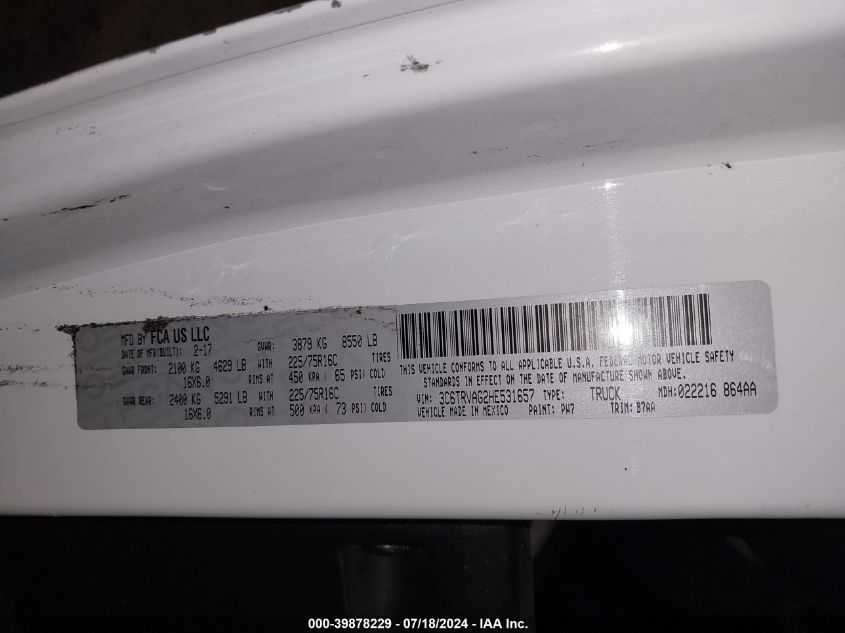 MFD BY FCA US LLC
DATE OF MFR(BUILT): 2-17
GVWR: 3879 KG 8550 LB
GAWR FRONT: 2100 KG 4629 LB WITH 225/75R16C TIRES
16X6.0 RIMS AT 450 KPA ( 65 PSI) COLD
GAWR REAR: 2400 KG 5291 LB WITH 225/75R16C TIRES
16X6.0 RIMS AT 500 KPA ( 73 PSI) COLD
THIS VEHICLE CONFORMS TO ALL APPLICABLE U.S.A. FEDERAL MOTOR VEHICLE SAFETY
STANDARDS IN EFFECT ON THE DATE OF MANUFACTURE SHOWN ABOVE.
VIN: 3C6TRVAG2HE531657 TYPE: TRUCK MDH:022216 864AA
VEHICLE MADE IN MEXICO PAINT: PW7 TRIM: B7AA
000-39878229 - 07/18/2024 - IAA Inc.